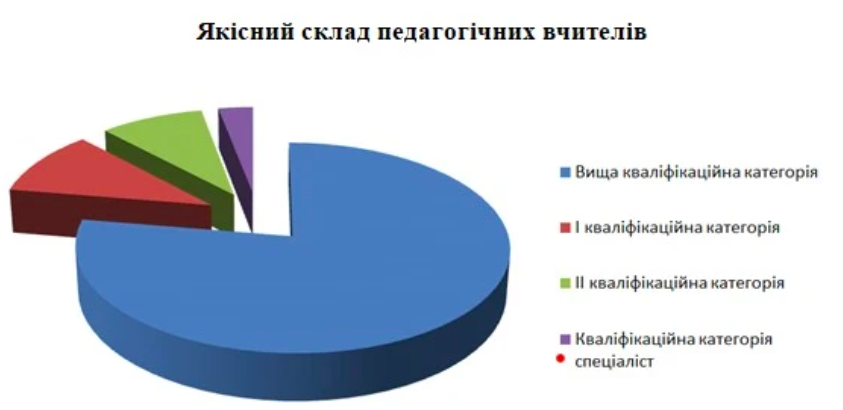 Якісний склад педагогічних вчителів
Вища кваліфікаційна категорія
І кваліфікаційна категорія
ІІ кваліфікаційна категорія
Кваліфікаційна категорія
спеціаліст